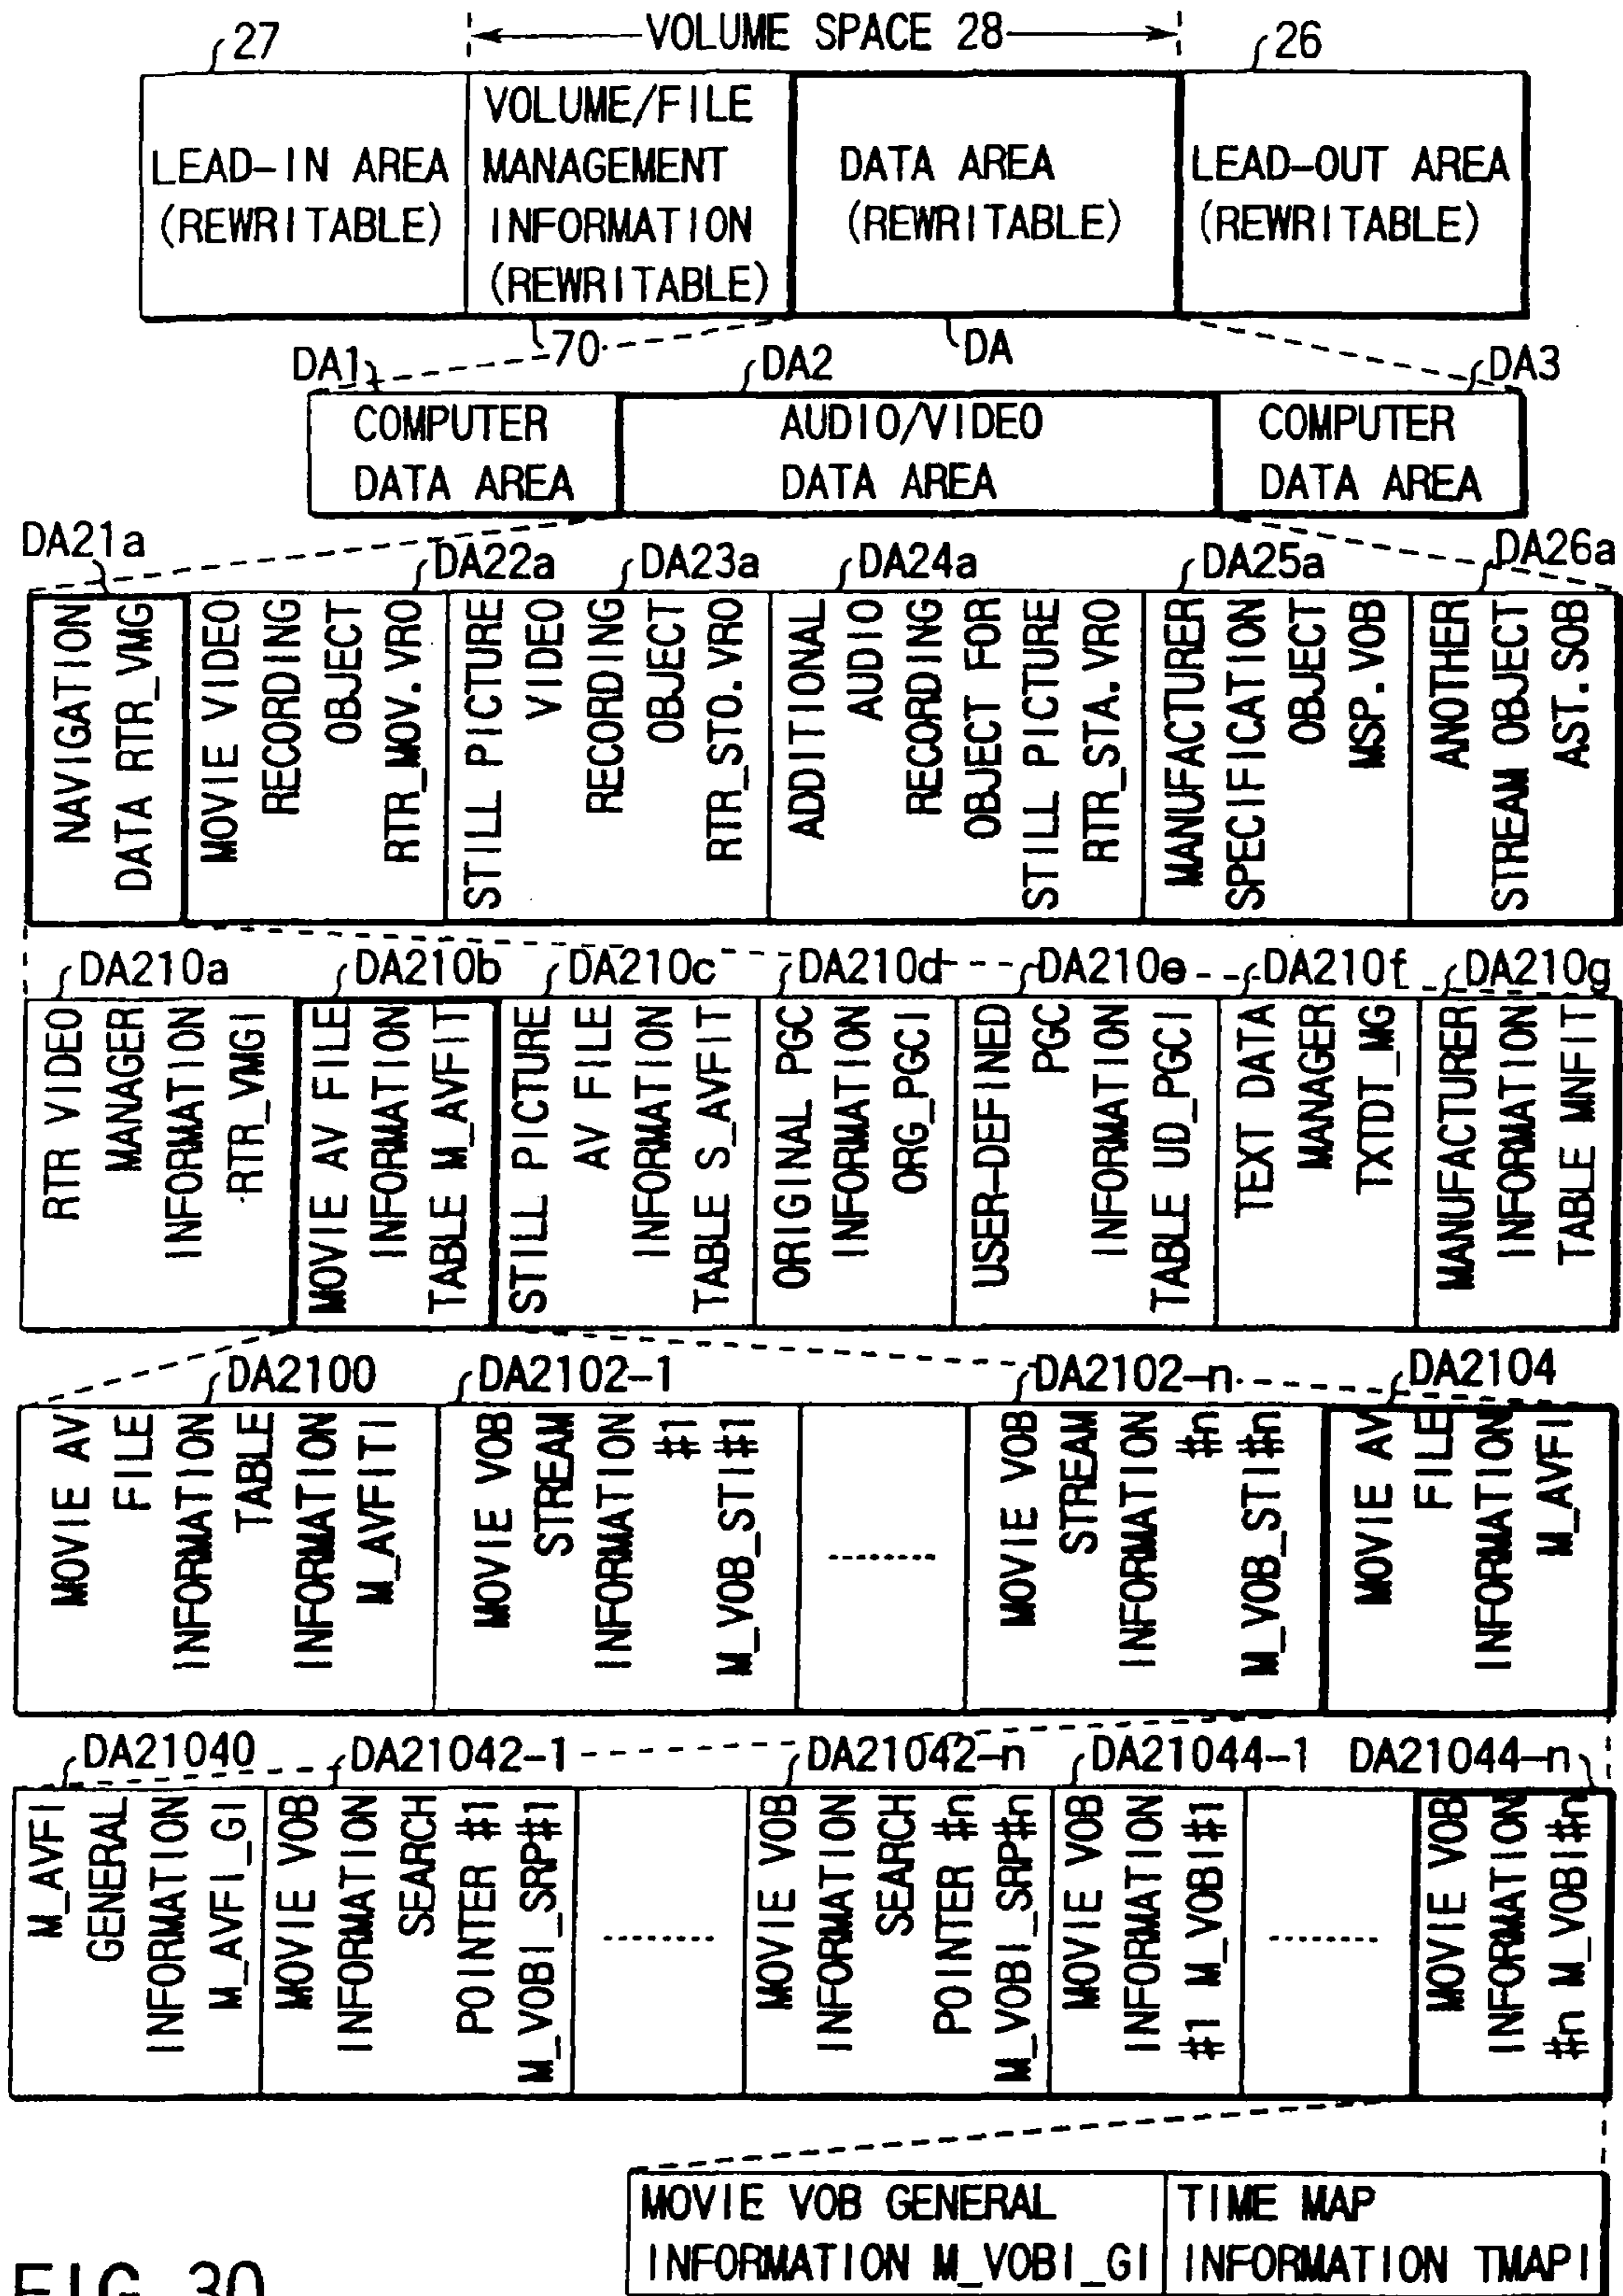 27
VOLUME SPACE 28
26
LEAD-IN AREA
(REWRITABLE)
VOLUME/FILE
MANAGEMENT
INFORMATION
(REWRITABLE)
DATA AREA
(REWRITABLE)
LEAD-OUT AREA
(REWRITABLE)
70
DA
DA1
DA2
DA3
COMPUTER
DATA AREA
AUDIO/VIDEO
DATA AREA
COMPUTER
DATA AREA
DA21a
DA22a
DA23a
DA24a
DA25a
DA26a
NAVIGATION
DATA RTR_VMG
MOVIE VIDEO
RECORDING
OBJECT
RTR_MOV.VRO
STILL PICTURE
VIDEO
RECORDING
OBJECT
RTR_STO.VRO
ADDITIONAL
AUDIO
RECORDING
OBJECT FOR
STILL PICTURE
RTR_STA.VRO
MANUFACTURER
SPECIFICATION
OBJECT
MSP.VOB
ANOTHER
STREAM OBJECT
AST.SOB
DA210a
DA210b
DA210c
DA210d
DA210e
DA210f
DA210g
RTR VIDEO
MANAGER
INFORMATION
RTR_VMGI
MOVIE AV FILE
INFORMATION
TABLE M_AVFIT
STILL PICTURE
AV FILE
INFORMATION
TABLE S_AVFIT
ORIGINAL PGC
INFORMATION
ORG_PGCI
USER-DEFINED
PGC
INFORMATION
TABLE UD_PGCI
TEXT DATA
MANAGER
TXTDT_MG
MANUFACTURER
INFORMATION
TABLE MNFIT
DA2100
DA2102-1
DA2102-n
DA2104
MOVIE AV
FILE
INFORMATION
TABLE
INFORMATION
M_AVFITI
MOVIE VOB
STREAM
INFORMATION
#1
M_VOB_STI#1
MOVIE VOB
STREAM
INFORMATION
#n
M_VOB_STI#n
MOVIE AV
FILE
INFORMATION
M_AVFI
DA21040
DA21042-1
DA21042-n
DA21044-1
DA21044-n
M_AVFI
GENERAL
INFORMATION
M_AVFI_GI
MOVIE VOB
INFORMATION
SEARCH
POINTER #1
M_VOBI_SRP#1
MOVIE VOB
INFORMATION
SEARCH
POINTER #n
M_VOBI_SRP#n
MOVIE VOB
INFORMATION
#1 M_VOBI#1
MOVIE VOB
INFORMATION
#n M_VOBI#n
MOVIE VOB GENERAL
INFORMATION M_VOBI_GI
TIME MAP
INFORMATION TMAPI
FIG. 30